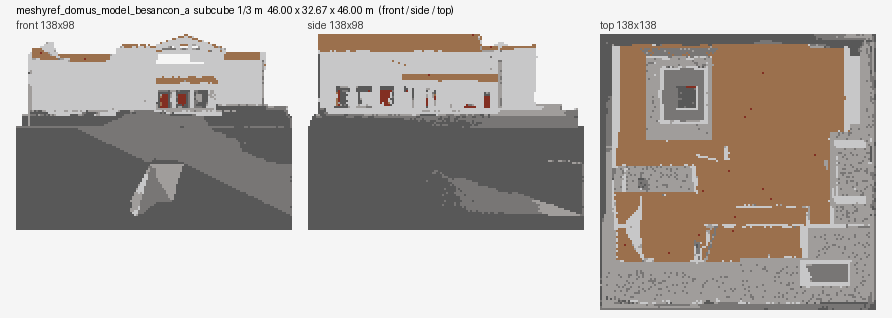 meshyref_domus_model_besancon_a subcube 1/3 m  46.00 x 32.67 x 46.00 m  (front / side / top)
front 138x98
side 138x98
top 138x138